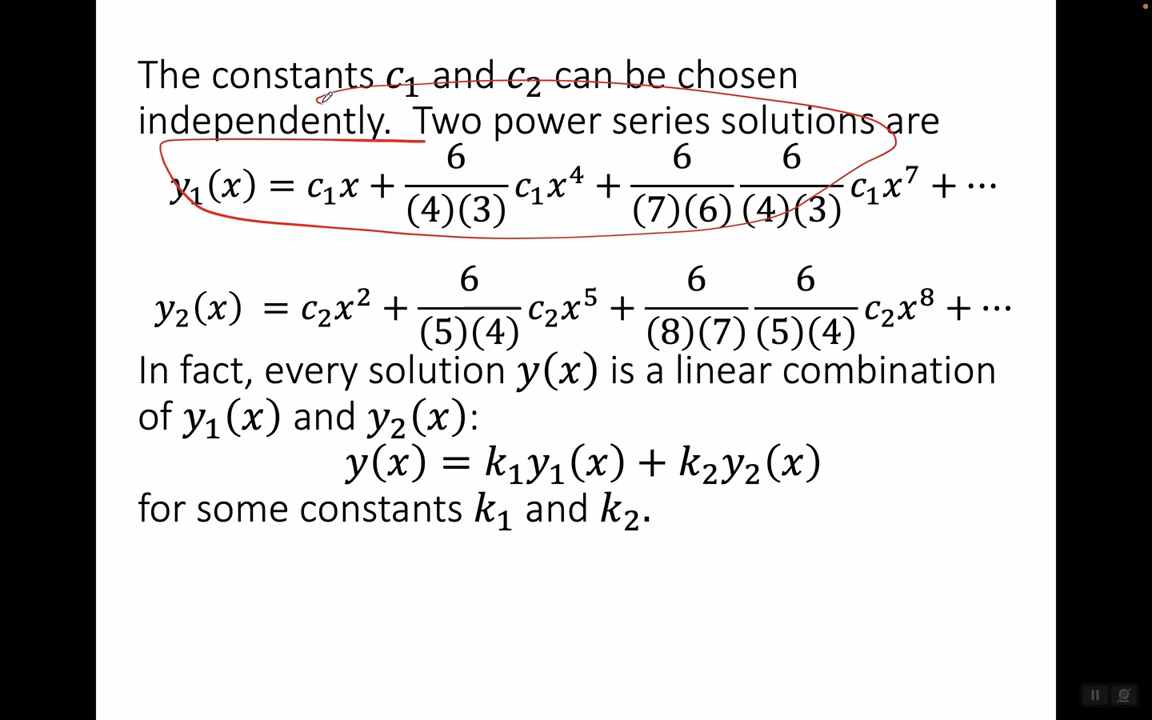 The constants c₁ and c₂ can be chosen
independently. Two power series solutions are
y₁(x) = c₁x + 6/((4)(3)) c₁x⁴ + 6/((7)(6)) 6/((4)(3)) c₁x⁷ + ⋯
y₂(x) = c₂x² + 6/((5)(4)) c₂x⁵ + 6/((8)(7)) 6/((5)(4)) c₂x⁸ + ⋯
In fact, every solution y(x) is a linear combination
of y₁(x) and y₂(x):
y(x) = k₁y₁(x) + k₂y₂(x)
for some constants k₁ and k₂.